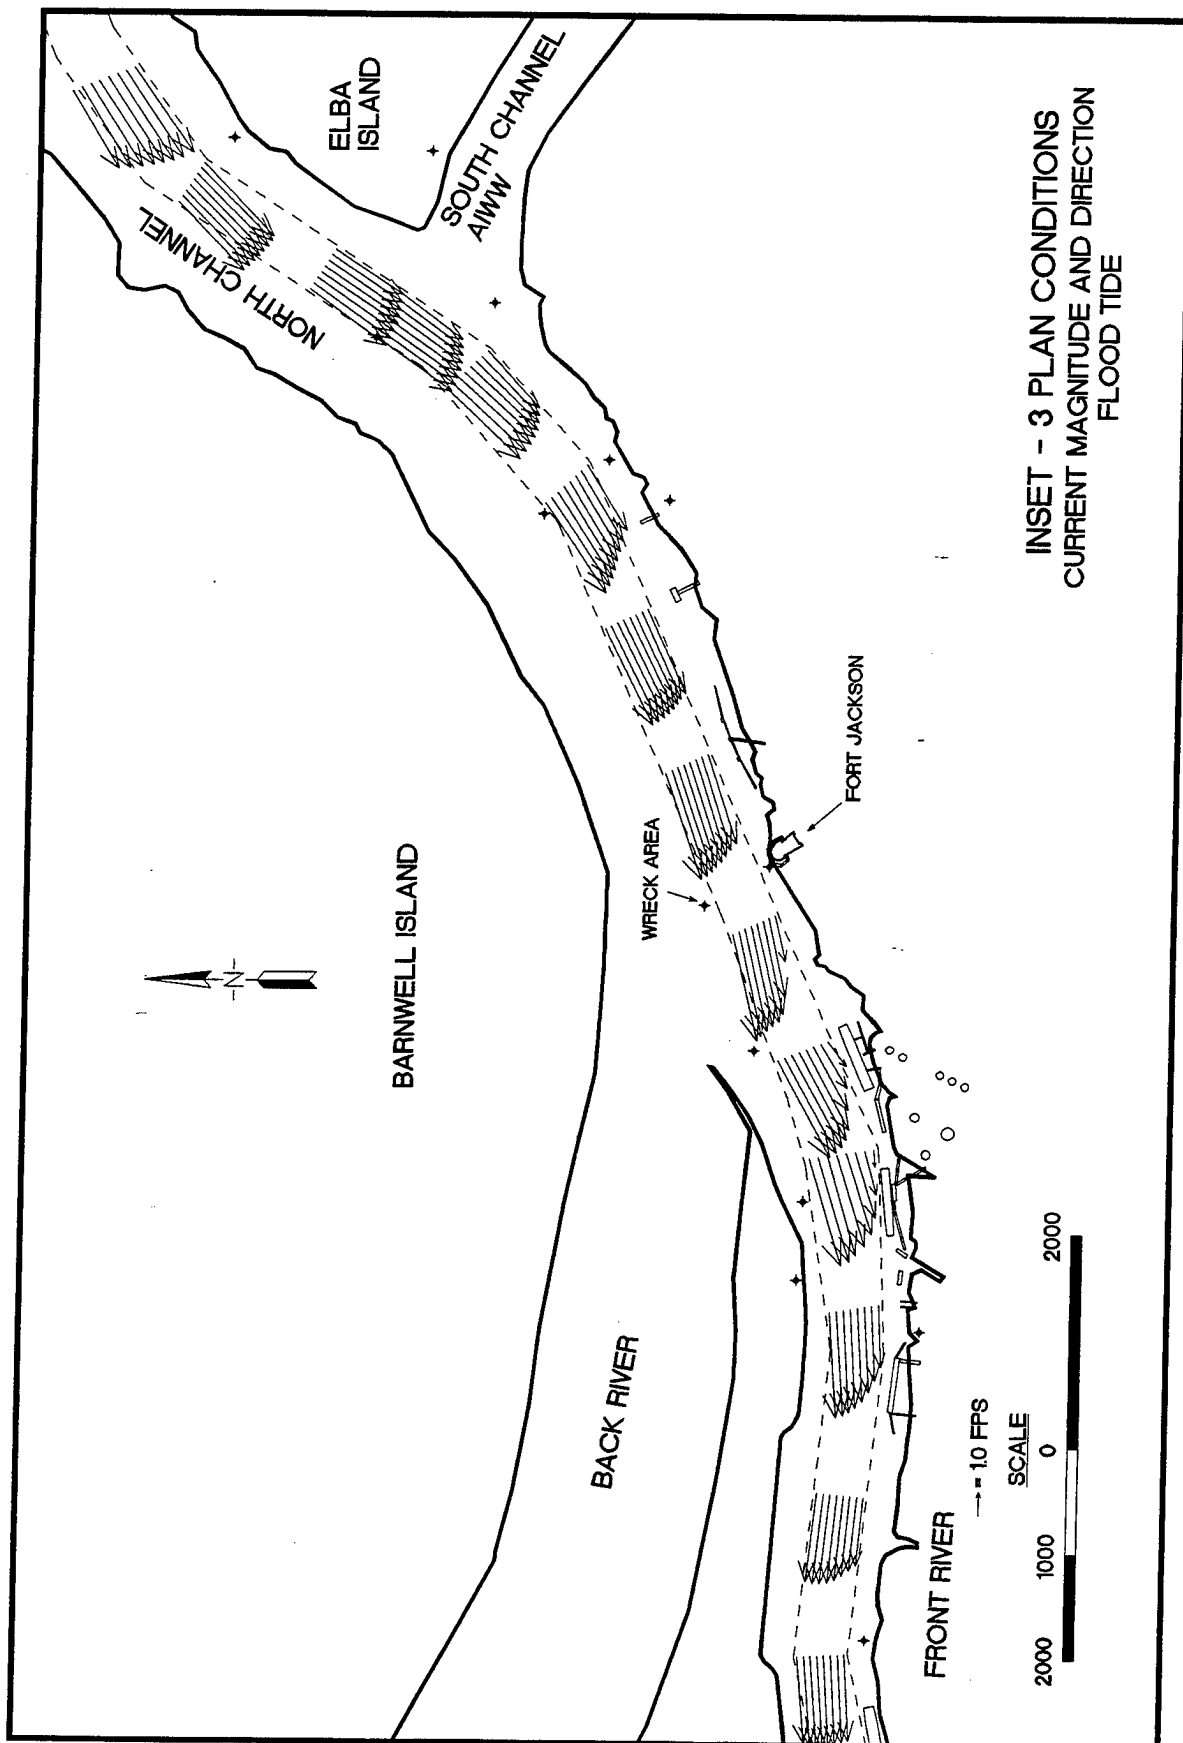 ELBA
ISLAND
SOUTH CHANNEL
AIWW
NORTH CHANNEL
BARNWELL ISLAND
-N-
WRECK AREA
FORT JACKSON
BACK RIVER
FRONT RIVER
→ = 1.0 FPS
SCALE
2000 1000 0 2000
INSET - 3 PLAN CONDITIONS
CURRENT MAGNITUDE AND DIRECTION
FLOOD TIDE